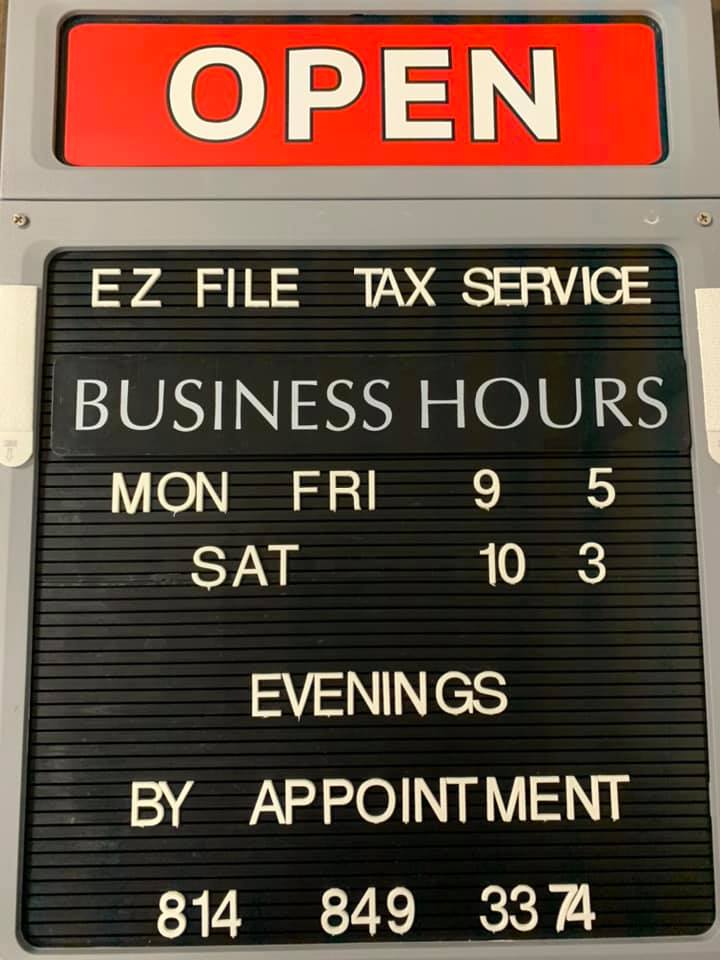 OPEN
EZ FILE TAX SERVICE
BUSINESS HOURS
MON FRI 9 5
SAT 10 3
EVENINGS
BY APPOINTMENT
814 849 3374